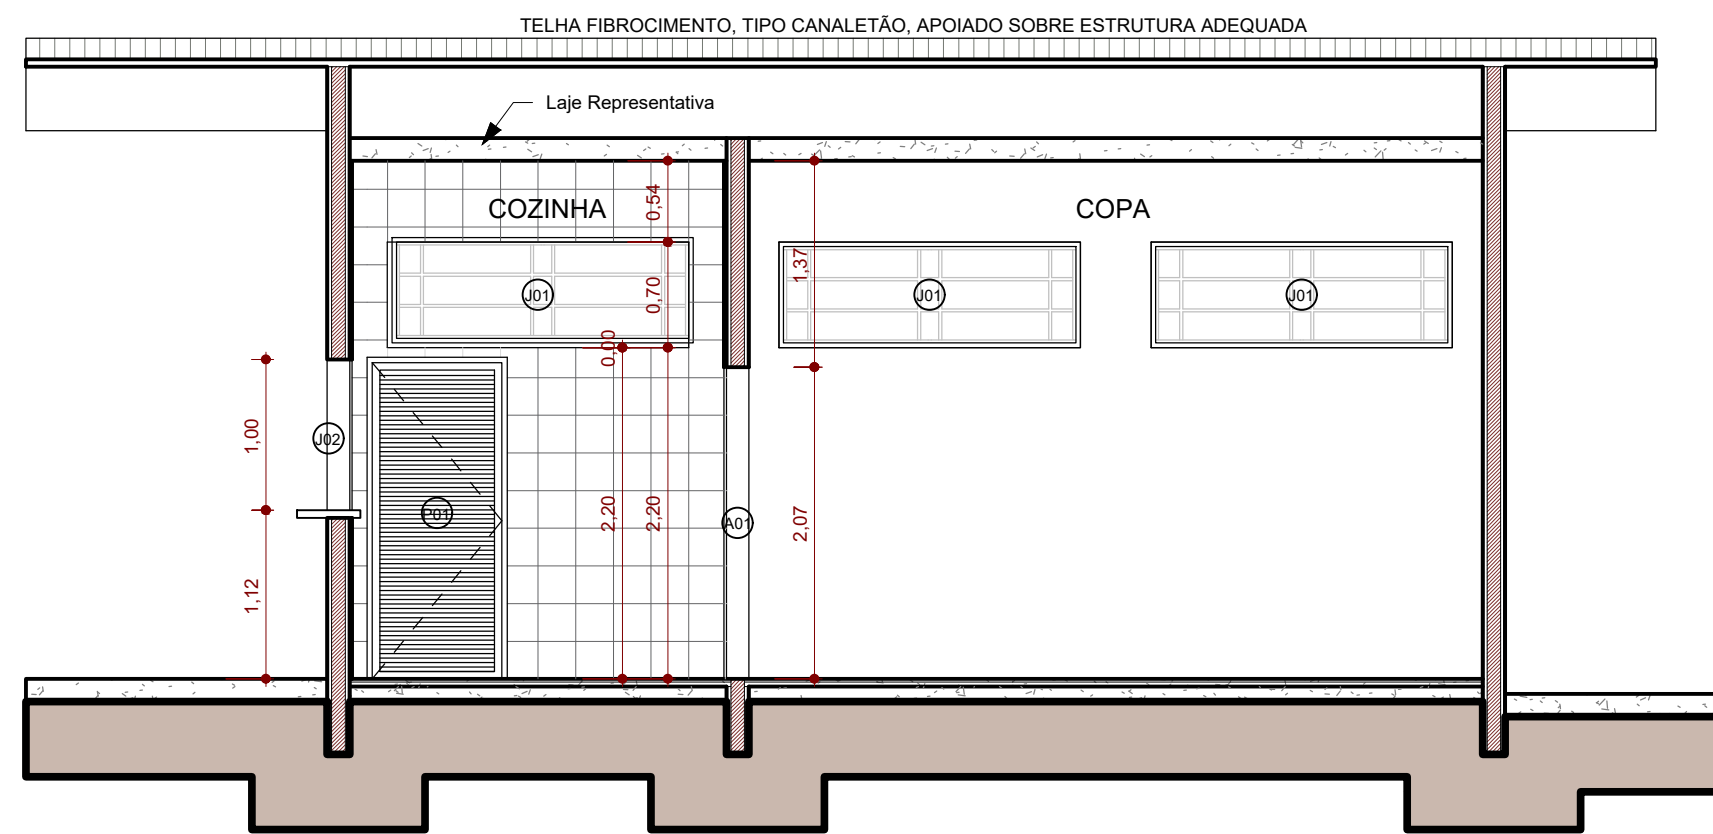 TELHA FIBROCIMENTO, TIPO CANALETÃO, APOIADO SOBRE ESTRUTURA ADEQUADA
Laje Representativa
COZINHA
COPA
0,54
1,37
0,70
J01
J01
J01
0,00
1,00
J02
P01
A01
2,20
2,20
2,07
1,12